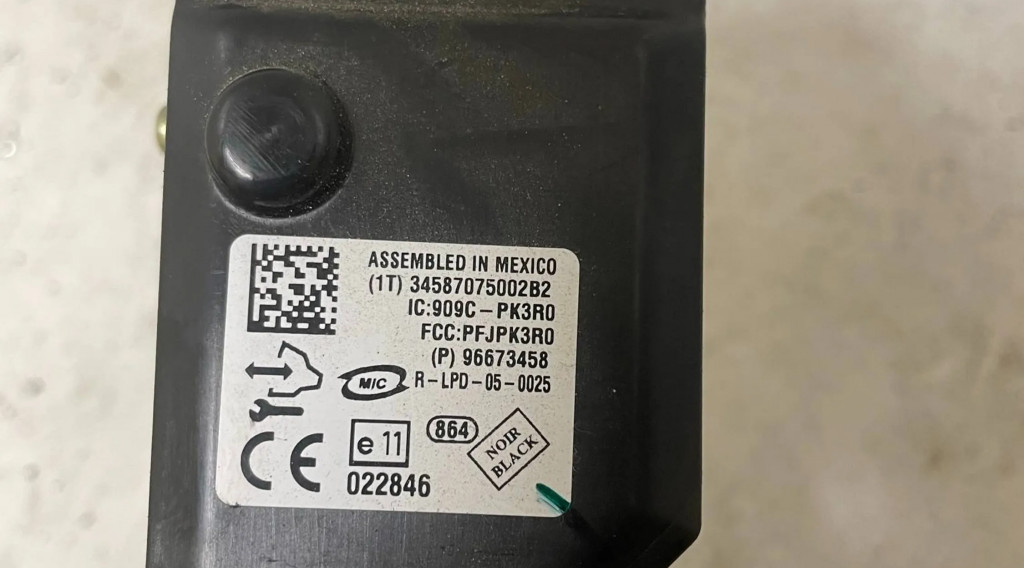 ASSEMBLED IN MEXICO
(1T) 34587075002B2
IC:909C-PK3R0
FCC:PFJPK3R0
(P) 96673458
MIC R-LPD-05-0025
864
NOIR
BLACK
CE
e 11
022846